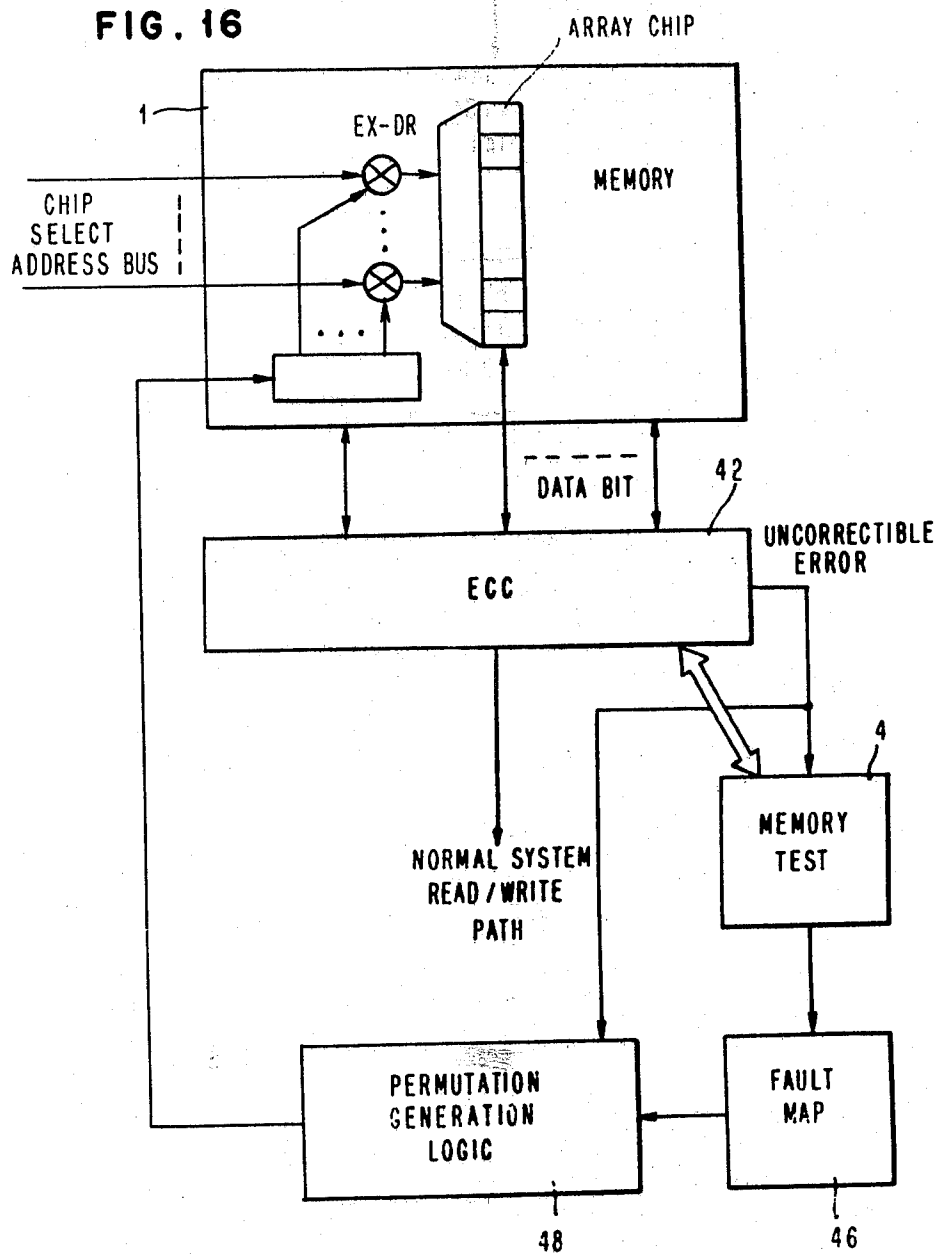 FIG. 16
ARRAY CHIP
1
EX-DR
MEMORY
CHIP
SELECT
ADDRESS BUS
DATA BIT
42
UNCORRECTIBLE
ERROR
ECC
4
MEMORY
TEST
NORMAL SYSTEM
READ/WRITE
PATH
PERMUTATION
GENERATION
LOGIC
FAULT
MAP
48
46